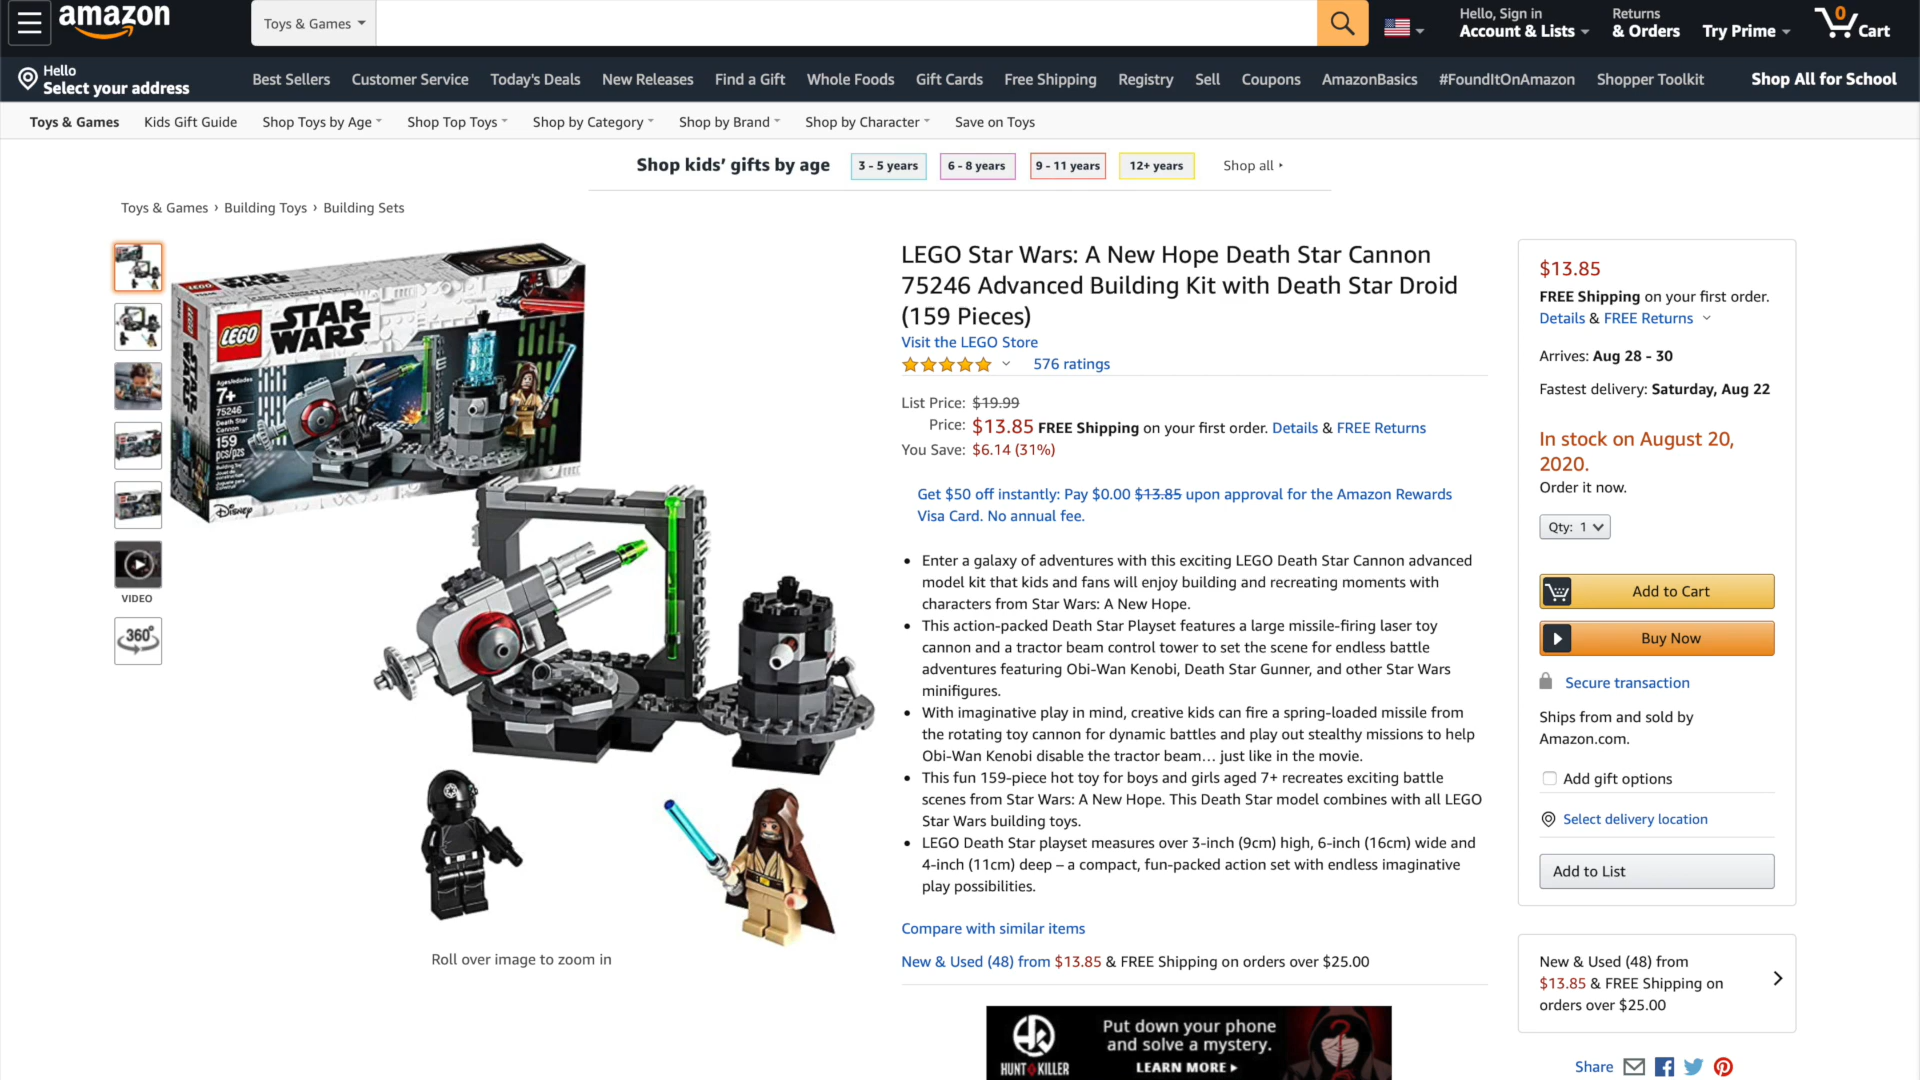 amazon
Toys & Games
Hello, Sign in
Account & Lists
Returns
& Orders
Try Prime
0
Cart
Hello
Select your address
Best Sellers
Customer Service
Today's Deals
New Releases
Find a Gift
Whole Foods
Gift Cards
Free Shipping
Registry
Sell
Coupons
AmazonBasics
#FoundItOnAmazon
Shopper Toolkit
Shop All for School
Toys & Games
Kids Gift Guide
Shop Toys by Age
Shop Top Toys
Shop by Category
Shop by Brand
Shop by Character
Save on Toys
Shop kids' gifts by age
3 - 5 years
6 - 8 years
9 - 11 years
12+ years
Shop all
Toys & Games › Building Toys › Building Sets
LEGO
STAR
WARS
Ages/edades
7+
75246
Death Star
Cannon
159
pcs/pzs
Disney
VIDEO
360°
Roll over image to zoom in
LEGO Star Wars: A New Hope Death Star Cannon
75246 Advanced Building Kit with Death Star Droid
(159 Pieces)
Visit the LEGO Store
576 ratings
List Price: $19.99
Price: $13.85 FREE Shipping on your first order. Details & FREE Returns
You Save: $6.14 (31%)
Get $50 off instantly: Pay $0.00 $13.85 upon approval for the Amazon Rewards
Visa Card. No annual fee.
• Enter a galaxy of adventures with this exciting LEGO Death Star Cannon advanced
model kit that kids and fans will enjoy building and recreating moments with
characters from Star Wars: A New Hope.
• This action-packed Death Star Playset features a large missile-firing laser toy
cannon and a tractor beam control tower to set the scene for endless battle
adventures featuring Obi-Wan Kenobi, Death Star Gunner, and other Star Wars
minifigures.
• With imaginative play in mind, creative kids can fire a spring-loaded missile from
the rotating toy cannon for dynamic battles and play out stealthy missions to help
Obi-Wan Kenobi disable the tractor beam… just like in the movie.
• This fun 159-piece hot toy for boys and girls aged 7+ recreates exciting battle
scenes from Star Wars: A New Hope. This Death Star model combines with all LEGO
Star Wars building toys.
• LEGO Death Star playset measures over 3-inch (9cm) high, 6-inch (16cm) wide and
4-inch (11cm) deep – a compact, fun-packed action set with endless imaginative
play possibilities.
Compare with similar items
New & Used (48) from $13.85 & FREE Shipping on orders over $25.00
HUNT A KILLER
Put down your phone
and solve a mystery.
LEARN MORE
$13.85
FREE Shipping on your first order.
Details & FREE Returns
Arrives: Aug 28 - 30
Fastest delivery: Saturday, Aug 22
In stock on August 20,
2020.
Order it now.
Qty: 1
Add to Cart
Buy Now
Secure transaction
Ships from and sold by
Amazon.com.
Add gift options
Select delivery location
Add to List
New & Used (48) from
$13.85 & FREE Shipping on
orders over $25.00
Share